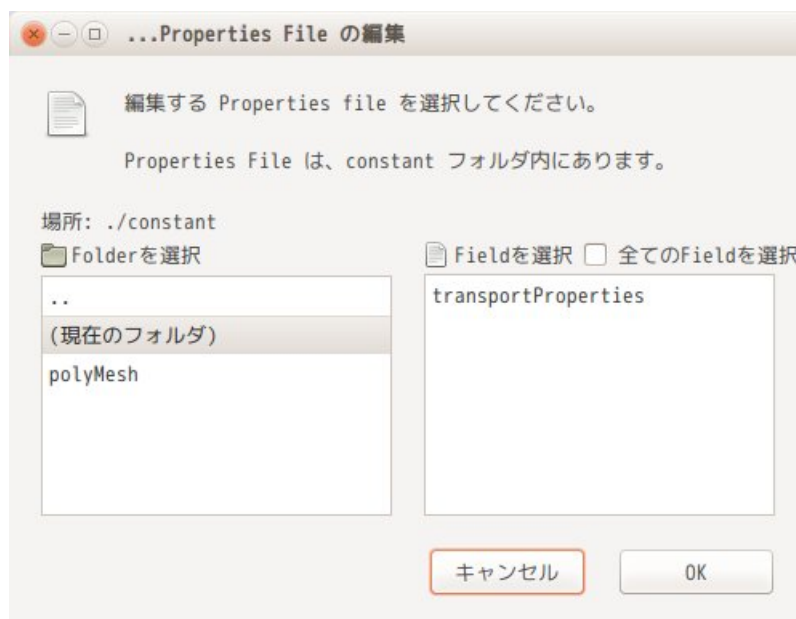 ...Properties File の編集
編集する Properties file を選択してください。
Properties File は、constant フォルダ内にあります。
場所: ./constant
Folderを選択
Fieldを選択 全てのFieldを選択
..
(現在のフォルダ)
polyMesh
transportProperties
キャンセル
OK